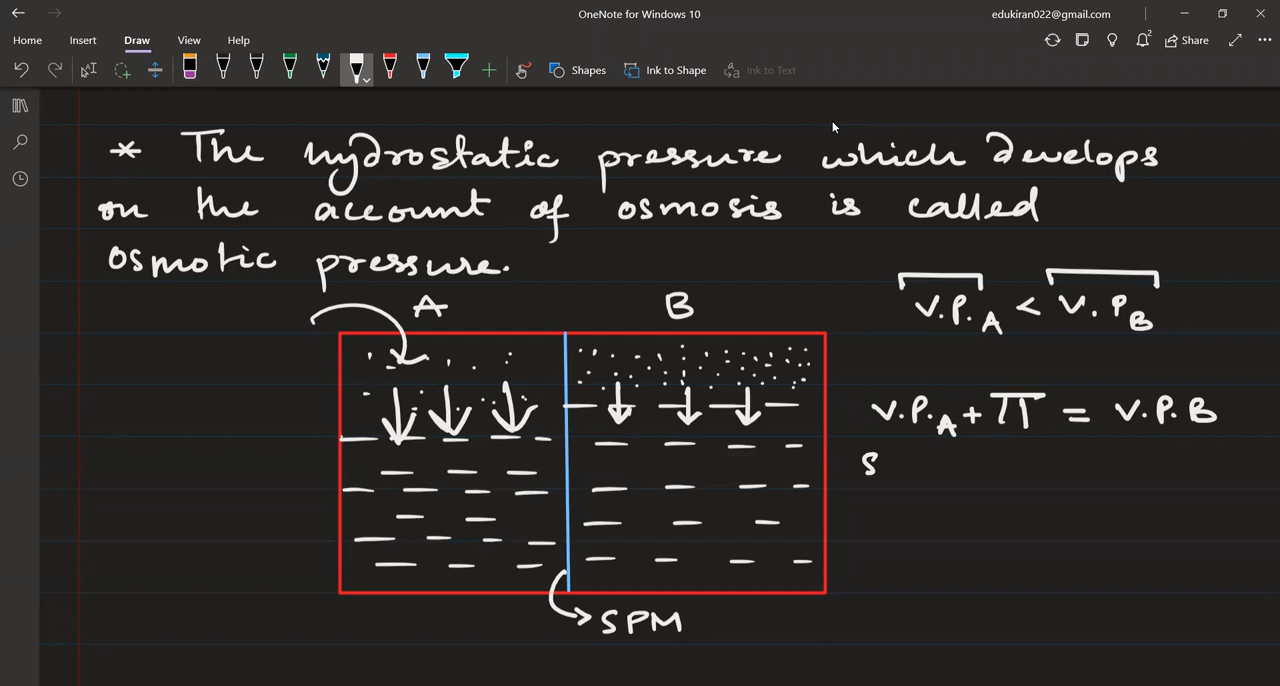 OneNote for Windows 10
edukiran022@gmail.com
Home Insert Draw View Help
Share
Shapes Ink to Shape Ink to Text
* The hydrostatic pressure which develops
on the account of osmosis is called
osmotic pressure.
A B
V.P.A < V.P.B
V.P.A + π = V.P.B
S
SPM